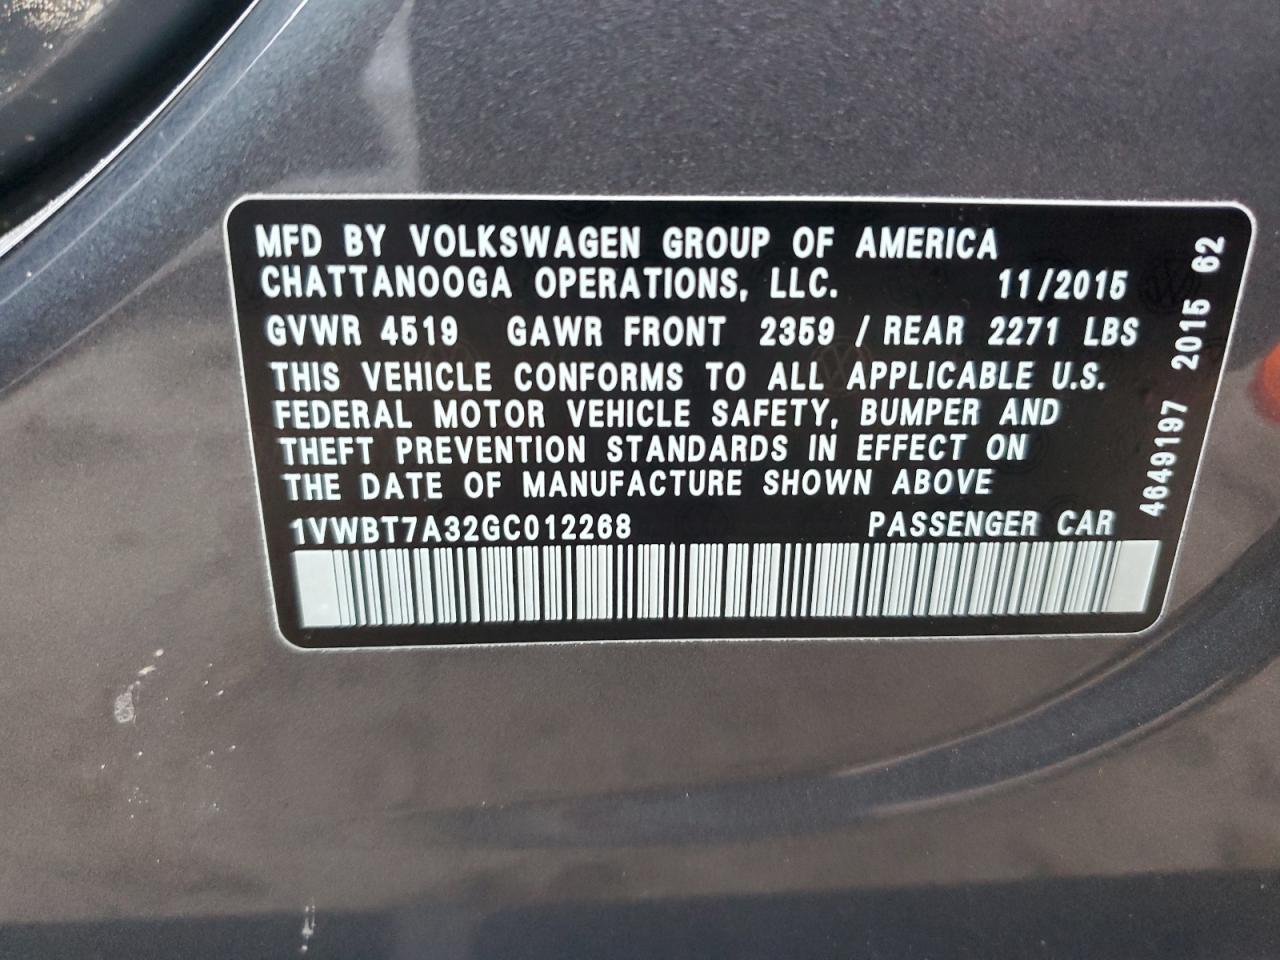 MFD BY VOLKSWAGEN GROUP OF AMERICA
CHATTANOOGA OPERATIONS, LLC. 11/2015
GVWR 4519 GAWR FRONT 2359 / REAR 2271 LBS
THIS VEHICLE CONFORMS TO ALL APPLICABLE U.S.
FEDERAL MOTOR VEHICLE SAFETY, BUMPER AND
THEFT PREVENTION STANDARDS IN EFFECT ON
THE DATE OF MANUFACTURE SHOWN ABOVE
1VWBT7A32GC012268 PASSENGER CAR
4649197 2015 62